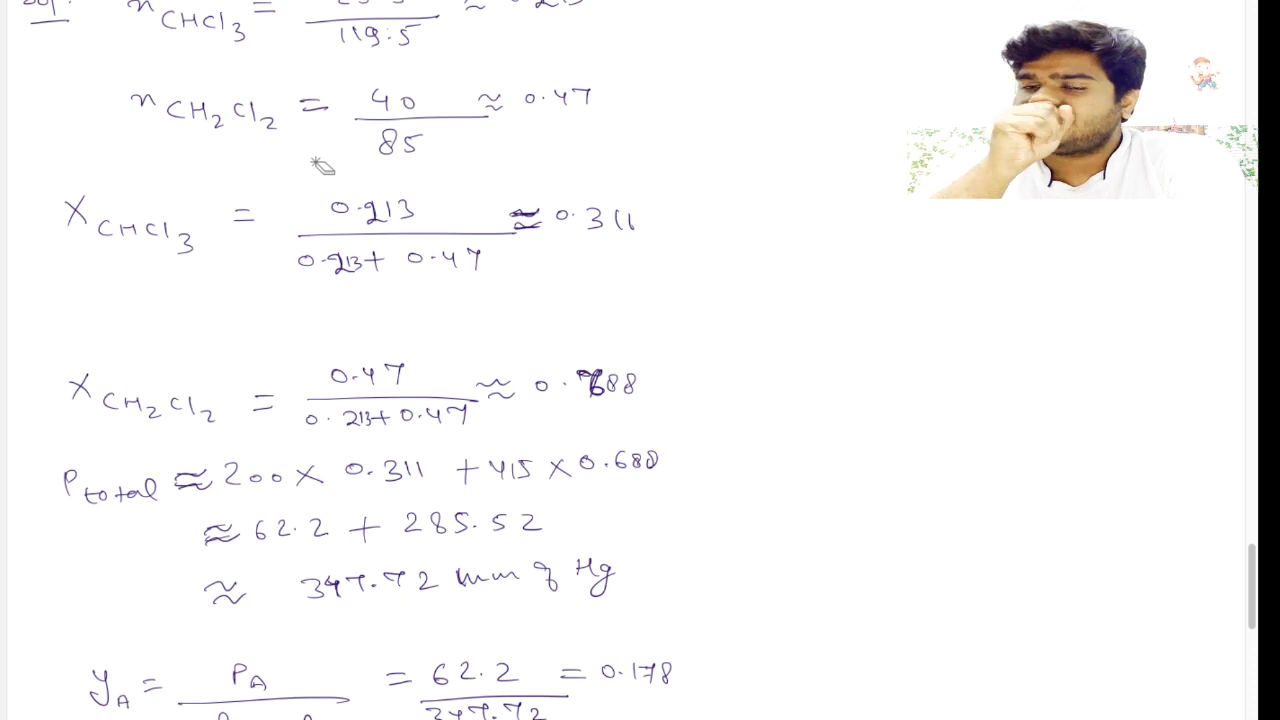 n CHCl3 =
119.5
n CH2Cl2 = 40 / 85 ≈ 0.47
X CHCl3 = 0.213 / 0.213 + 0.47 ≈ 0.311
X CH2Cl2 = 0.47 / 0.213 + 0.47 ≈ 0.688
P total ≈ 200 × 0.311 + 415 × 0.688
≈ 62.2 + 285.52
≈ 347.72 mm of Hg
yA = PA = 62.2 / 347.72 = 0.178